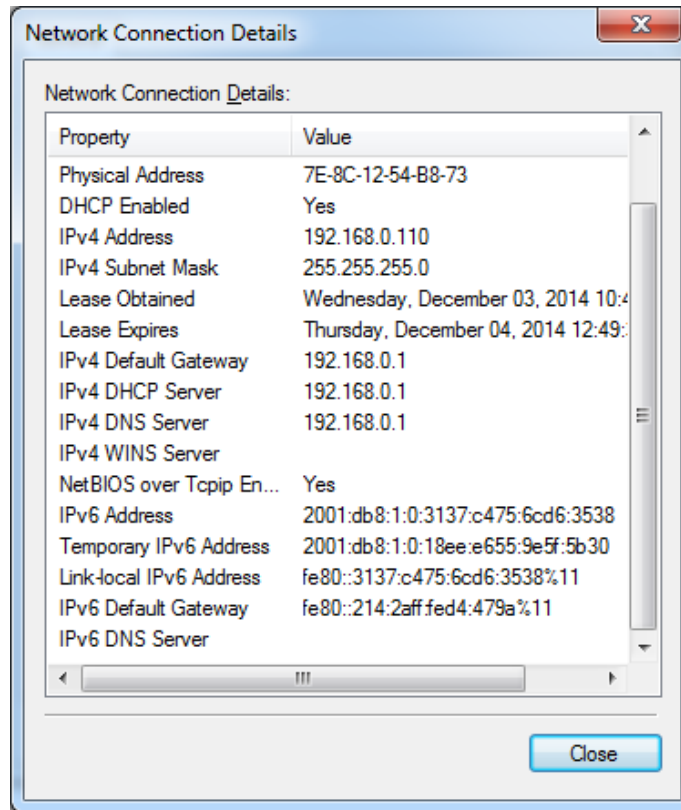 Network Connection Details
Network Connection Details:
Property Value
Physical Address 7E-8C-12-54-B8-73
DHCP Enabled Yes
IPv4 Address 192.168.0.110
IPv4 Subnet Mask 255.255.255.0
Lease Obtained Wednesday, December 03, 2014 10:4
Lease Expires Thursday, December 04, 2014 12:49:
IPv4 Default Gateway 192.168.0.1
IPv4 DHCP Server 192.168.0.1
IPv4 DNS Server 192.168.0.1
IPv4 WINS Server
NetBIOS over Tcpip En... Yes
IPv6 Address 2001:db8:1:0:3137:c475:6cd6:3538
Temporary IPv6 Address 2001:db8:1:0:18ee:e655:9e5f:5b30
Link-local IPv6 Address fe80::3137:c475:6cd6:3538%11
IPv6 Default Gateway fe80::214:2aff:fed4:479a%11
IPv6 DNS Server
Close